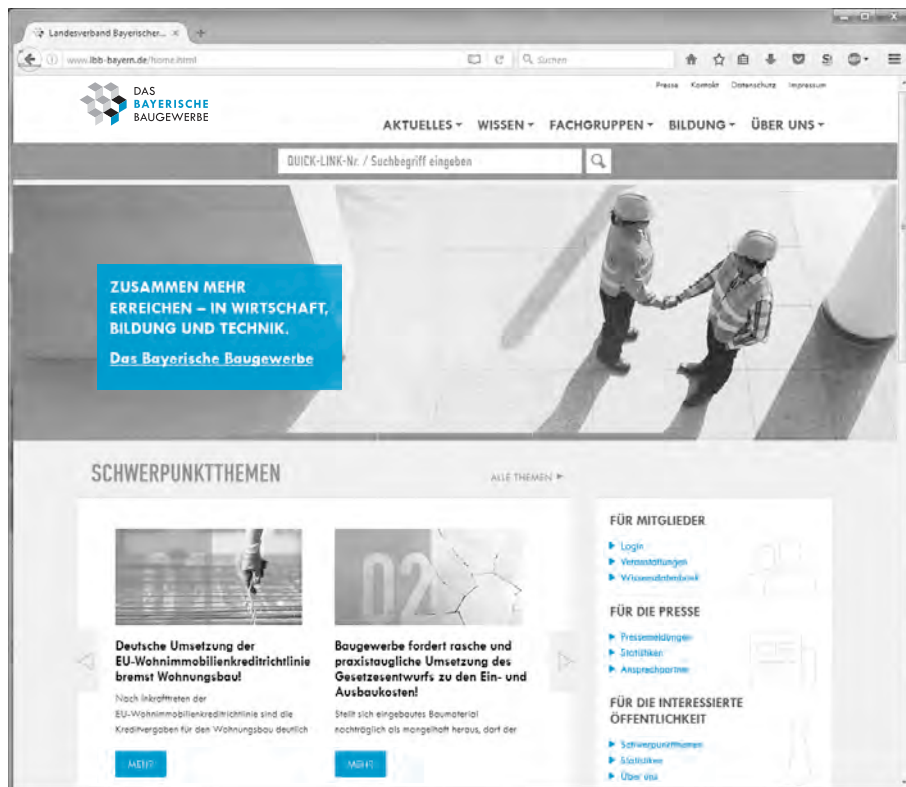 Landesverband Bayerischer...
www.lbb-bayern.de/home.html
Suchen
Presse Kontakt Datenschutz Impressum
DAS
BAYERISCHE
BAUGEWERBE
AKTUELLES WISSEN FACHGRUPPEN BILDUNG ÜBER UNS
QUICK-LINK-Nr. / Suchbegriff eingeben
ZUSAMMEN MEHR
ERREICHEN – IN WIRTSCHAFT,
BILDUNG UND TECHNIK.
Das Bayerische Baugewerbe
SCHWERPUNKTTHEMEN
ALLE THEMEN
02
Deutsche Umsetzung der
EU-Wohnimmobilienkreditrichtlinie
bremst Wohnungsbau!
Nach Inkrafttreten der
EU-Wohnimmobilienkreditrichtlinie sind die
Kreditvergaben für den Wohnungsbau deutlich
MEHR
Baugewerbe fordert rasche und
praxistaugliche Umsetzung des
Gesetzesentwurfs zu den Ein- und
Ausbaukosten!
Stellt sich eingebautes Baumaterial
nachträglich als mangelhaft heraus, darf der
MEHR
FÜR MITGLIEDER
Login
Veranstaltungen
Wissensdatenbank
FÜR DIE PRESSE
Pressemeldungen
Statistiken
Ansprechpartner
FÜR DIE INTERESSIERTE
ÖFFENTLICHKEIT
Schwerpunktthemen
Statistiken
Über uns